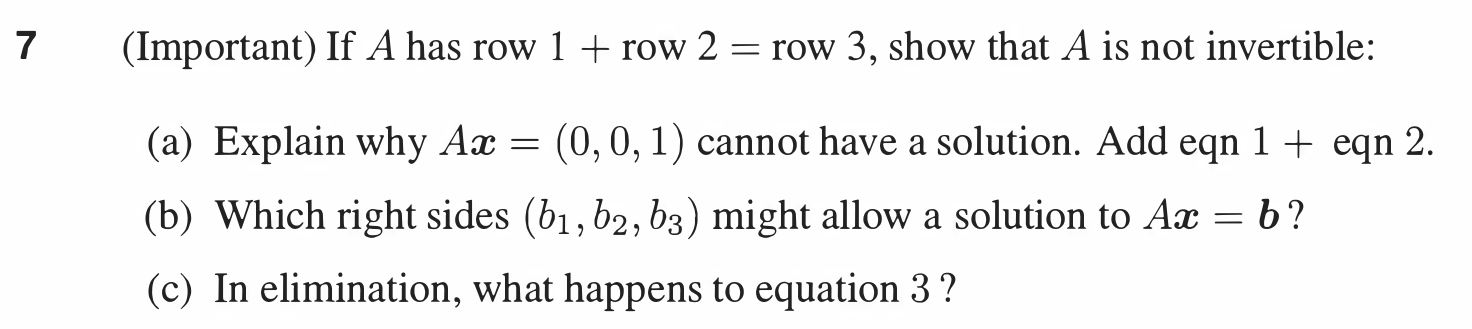 7 (Important) If A has row 1 + row 2 = row 3, show that A is not invertible:
(a) Explain why Ax = (0, 0, 1) cannot have a solution. Add eqn 1 + eqn 2.
(b) Which right sides (b₁, b₂, b₃) might allow a solution to Ax = b?
(c) In elimination, what happens to equation 3?